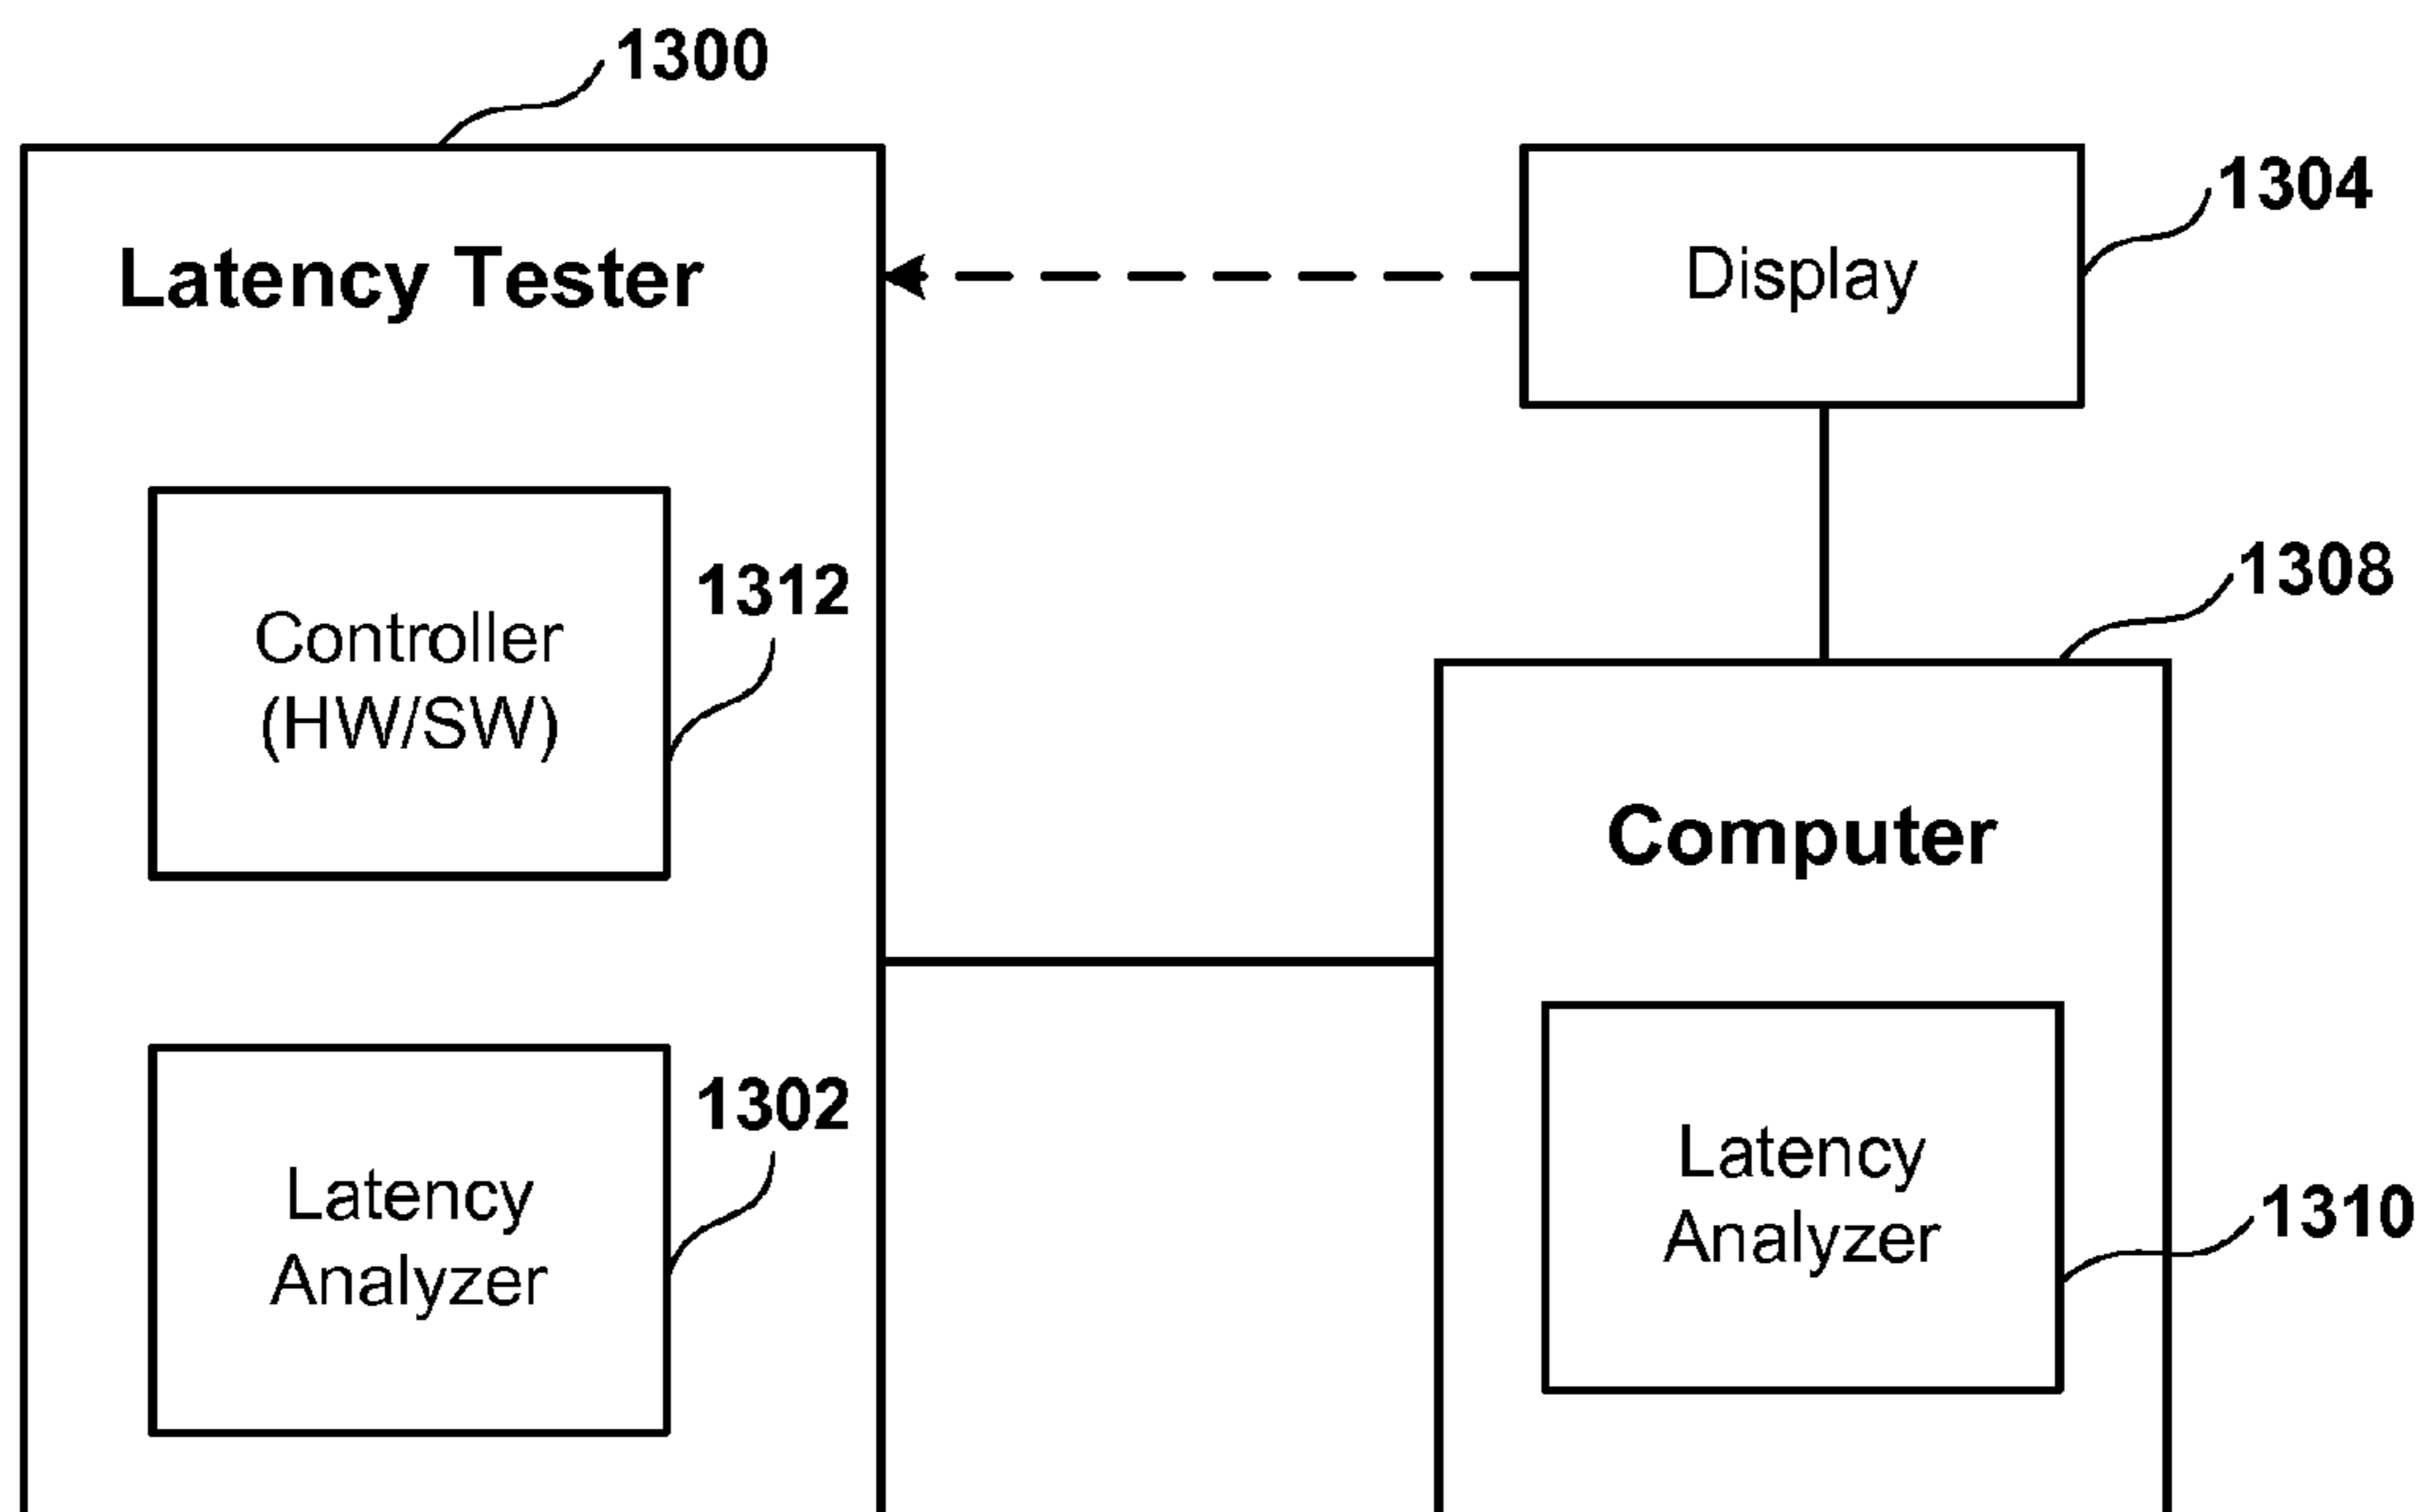 1300
Latency Tester
Display
1304
Controller
(HW/SW)
1312
1308
Computer
Latency
Analyzer
1302
Latency
Analyzer
1310